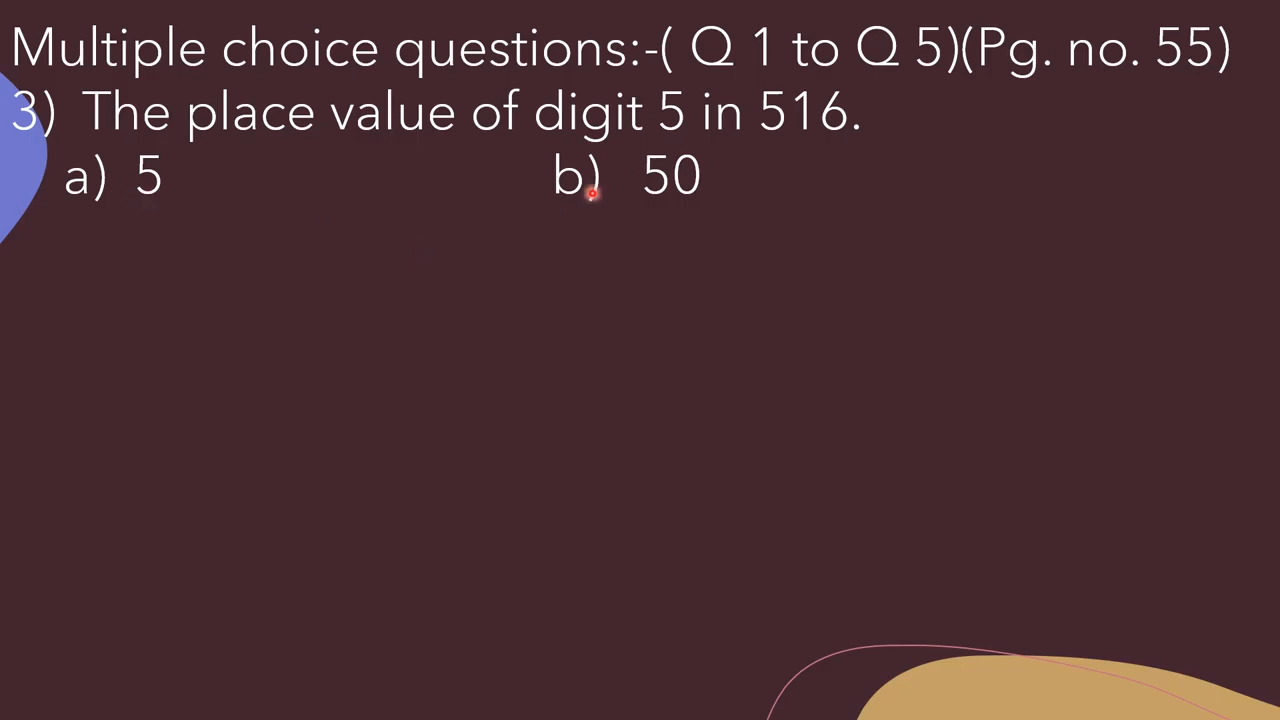 Multiple choice questions:-( Q 1 to Q 5)(Pg. no. 55)
3) The place value of digit 5 in 516.
a) 5 b) 50